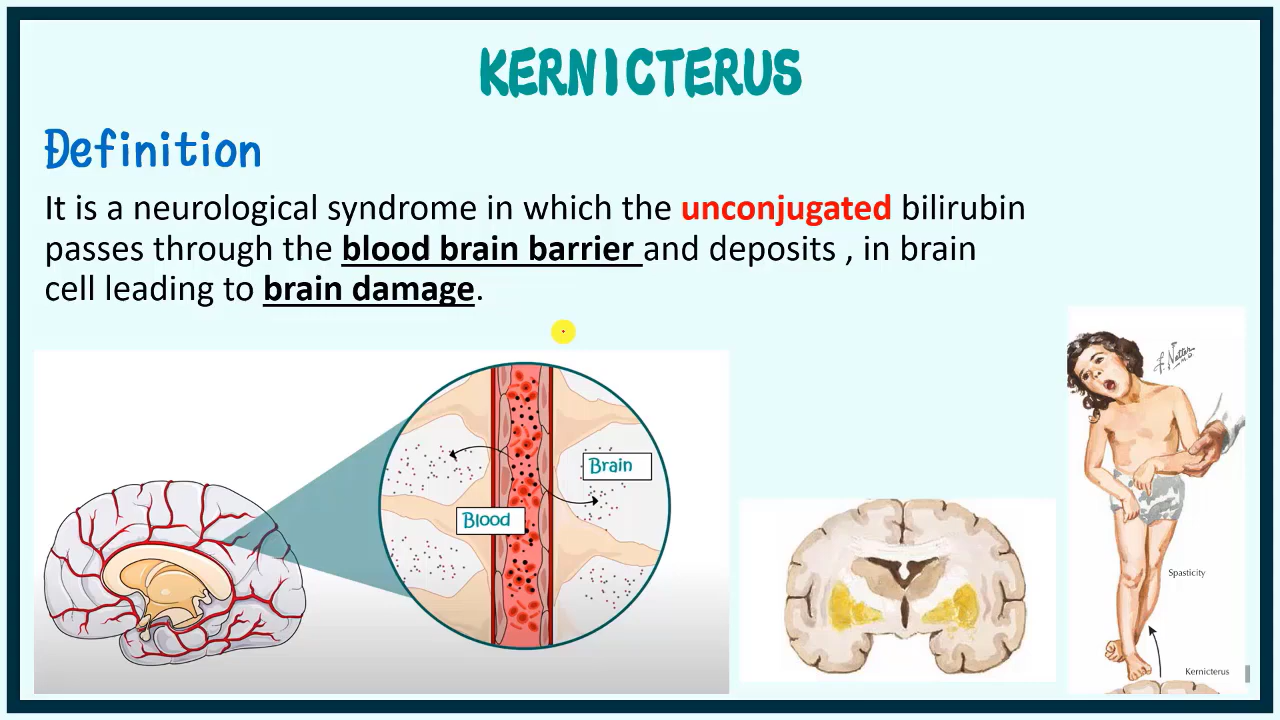 KERNICTERUS
Definition
It is a neurological syndrome in which the unconjugated bilirubin
passes through the blood brain barrier and deposits , in brain
cell leading to brain damage.
Brain
Blood
F. Netter
M.D.
Spasticity
Kernicterus